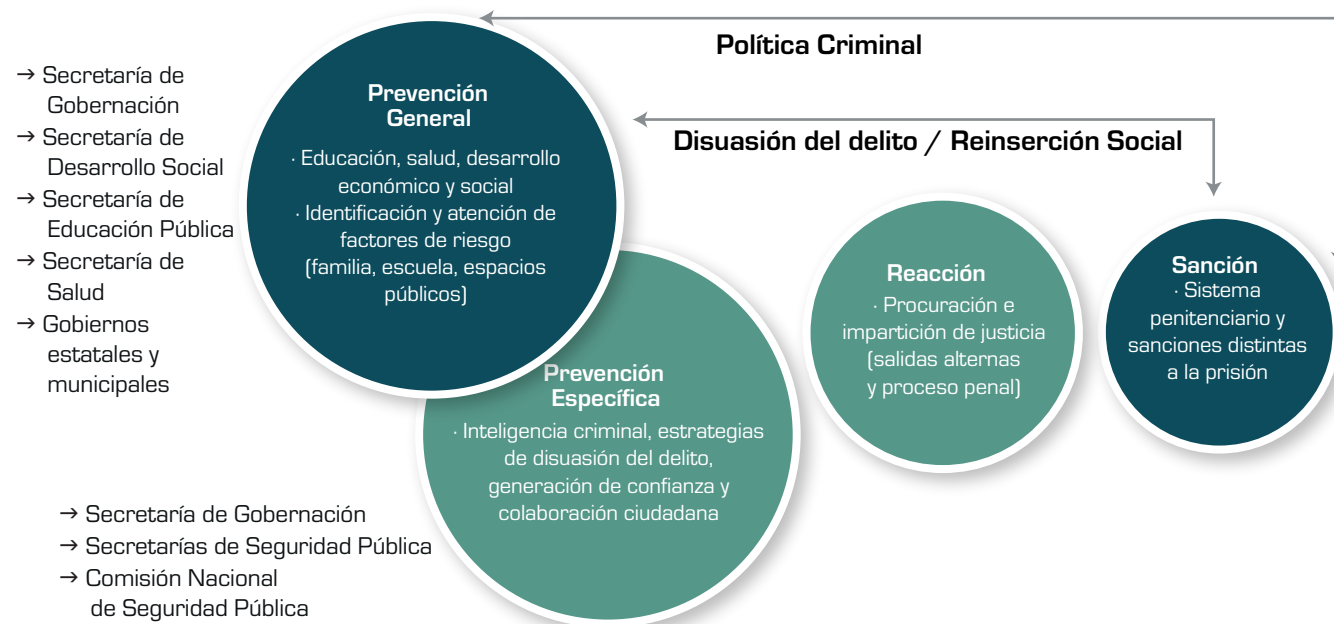 Política Criminal
Disuasión del delito / Reinserción Social
→ Secretaría de
Gobernación
→ Secretaría de
Desarrollo Social
→ Secretaría de
Educación Pública
→ Secretaría de
Salud
→ Gobiernos
estatales y
municipales
Prevención
General
· Educación, salud, desarrollo
económico y social
· Identificación y atención de
factores de riesgo
(familia, escuela, espacios
públicos)
Prevención
Específica
· Inteligencia criminal, estrategias
de disuasión del delito,
generación de confianza y
colaboración ciudadana
→ Secretaría de Gobernación
→ Secretarías de Seguridad Pública
→ Comisión Nacional
de Seguridad Pública
Reacción
· Procuración e
impartición de justicia
(salidas alternas
y proceso penal)
Sanción
· Sistema
penitenciario y
sanciones distintas
a la prisión